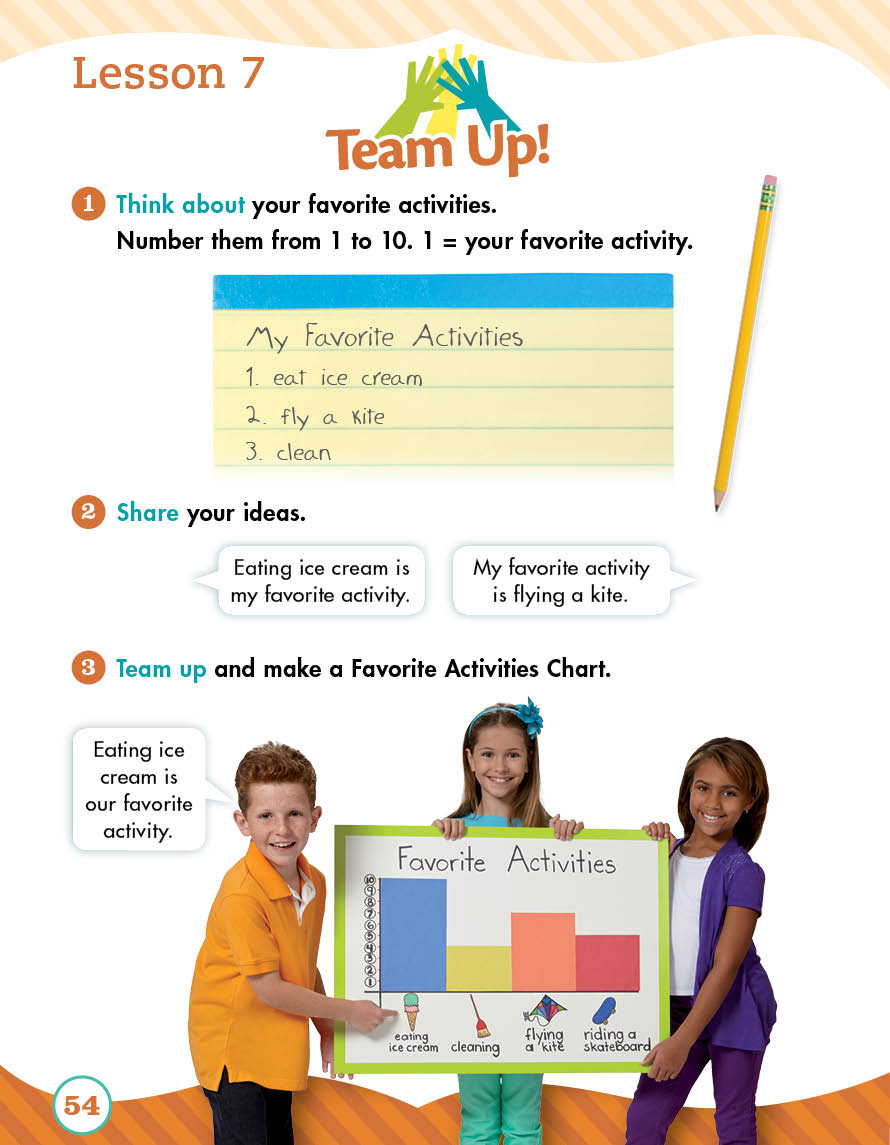 Lesson 7
Team Up!
1 Think about your favorite activities.
Number them from 1 to 10. 1 = your favorite activity.
My Favorite Activities
1. eat ice cream
2. fly a kite
3. clean
2 Share your ideas.
Eating ice cream is
my favorite activity.
My favorite activity
is flying a kite.
3 Team up and make a Favorite Activities Chart.
Eating ice
cream is
our favorite
activity.
Favorite Activities
10
9
8
7
6
5
4
3
2
1
eating
ice cream
cleaning
flying
a kite
riding a
skateboard
54